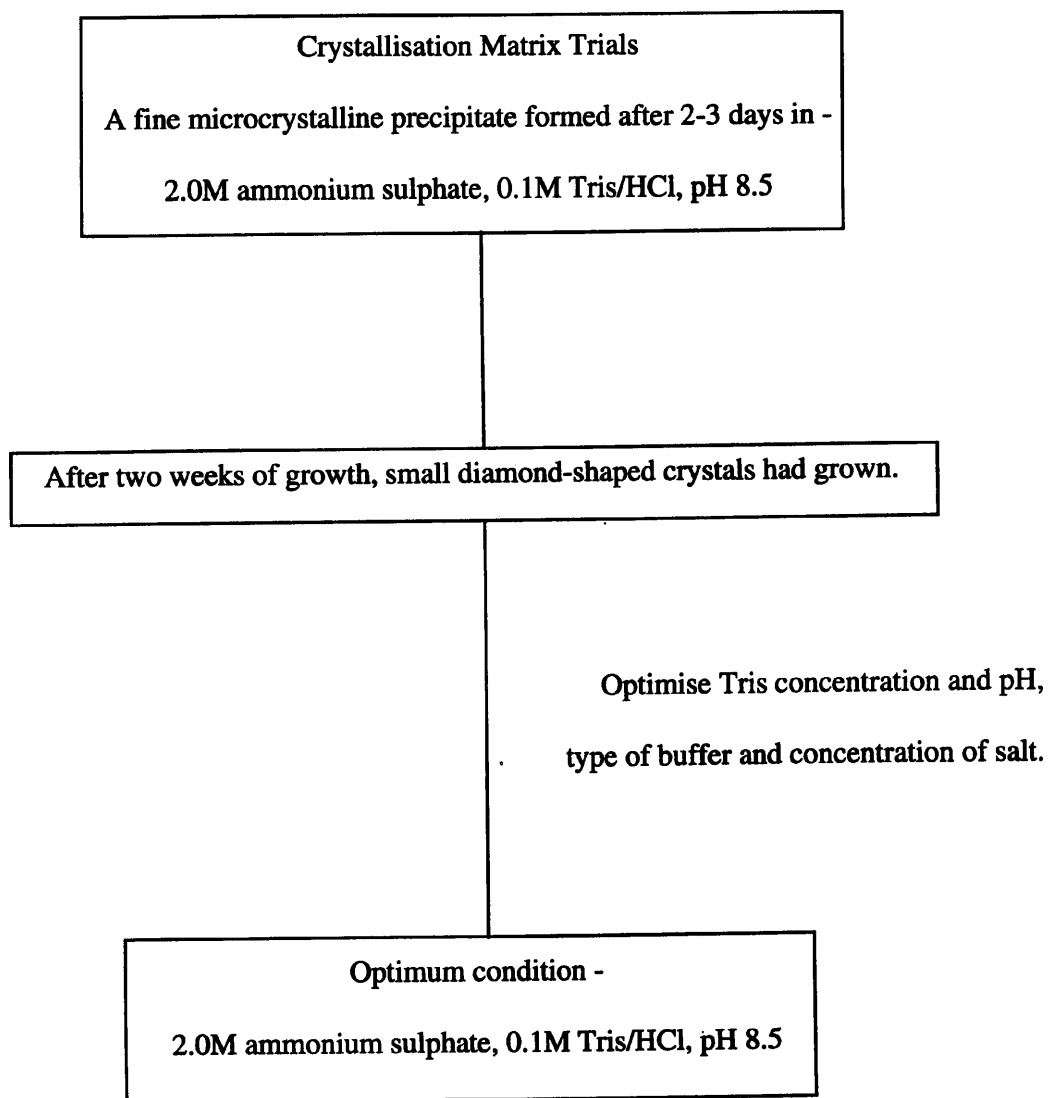 Crystallisation Matrix Trials
A fine microcrystalline precipitate formed after 2-3 days in -
2.0M ammonium sulphate, 0.1M Tris/HCl, pH 8.5
After two weeks of growth, small diamond-shaped crystals had grown.
Optimise Tris concentration and pH,
type of buffer and concentration of salt.
Optimum condition -
2.0M ammonium sulphate, 0.1M Tris/HCl, pH 8.5